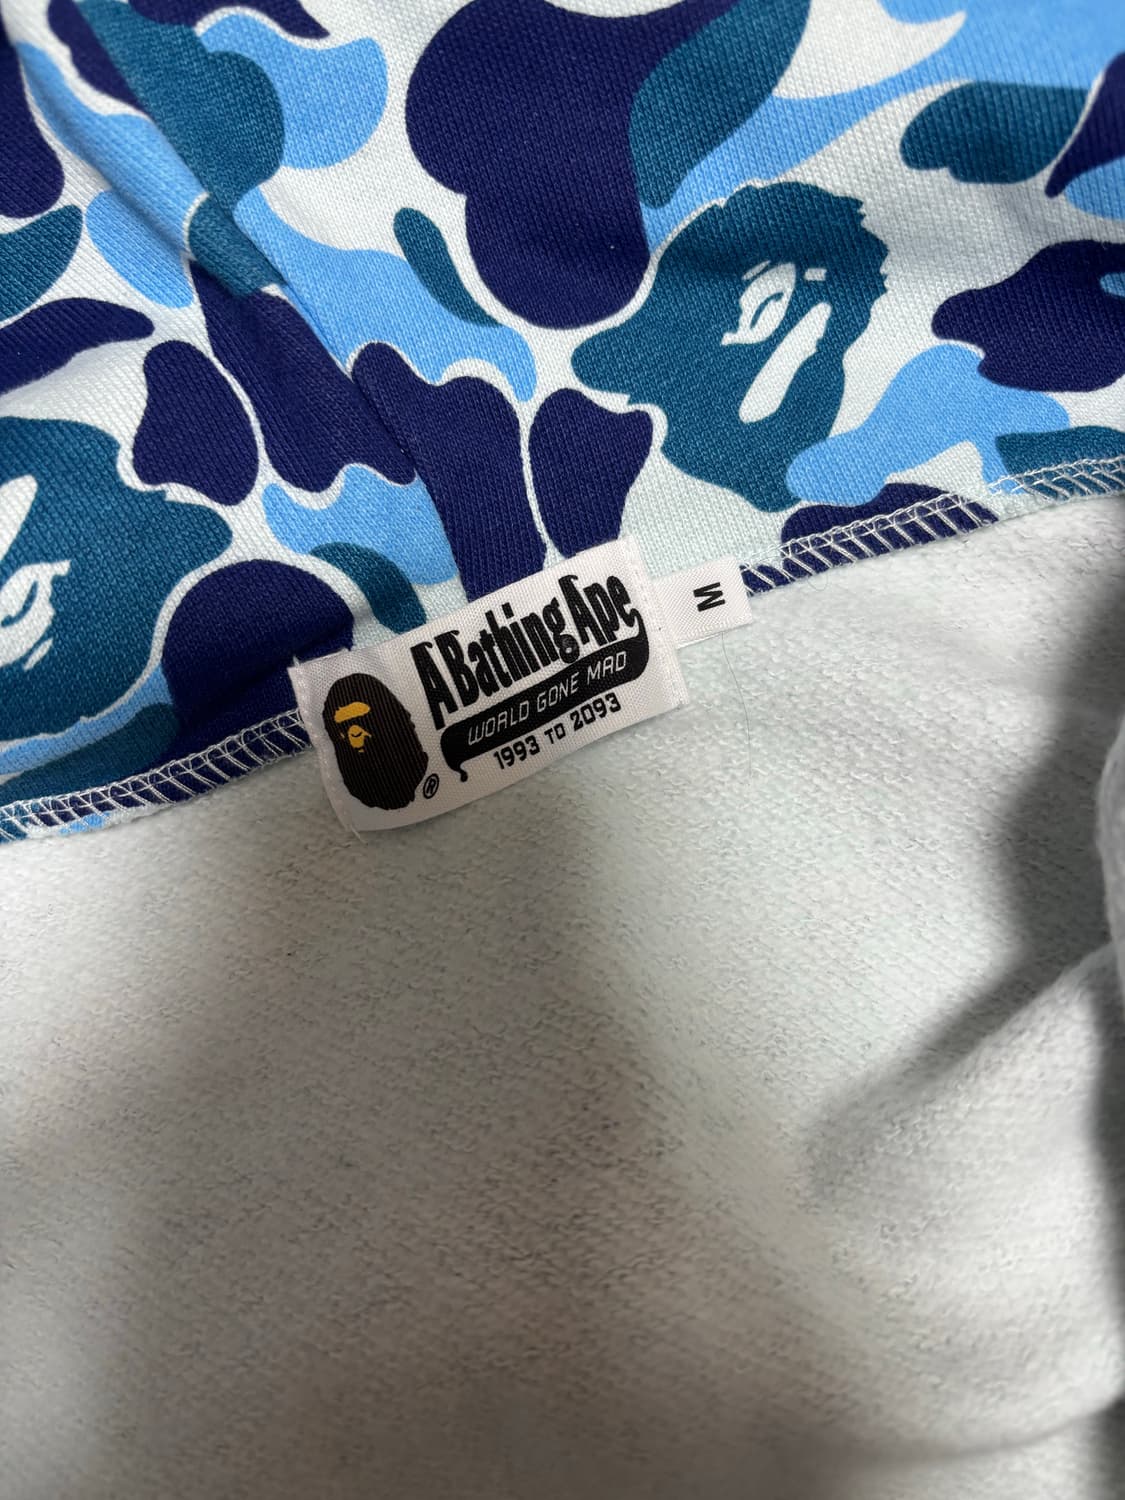 A Bathing Ape
WORLD GONE MAD
1993 TO 2093
®
M